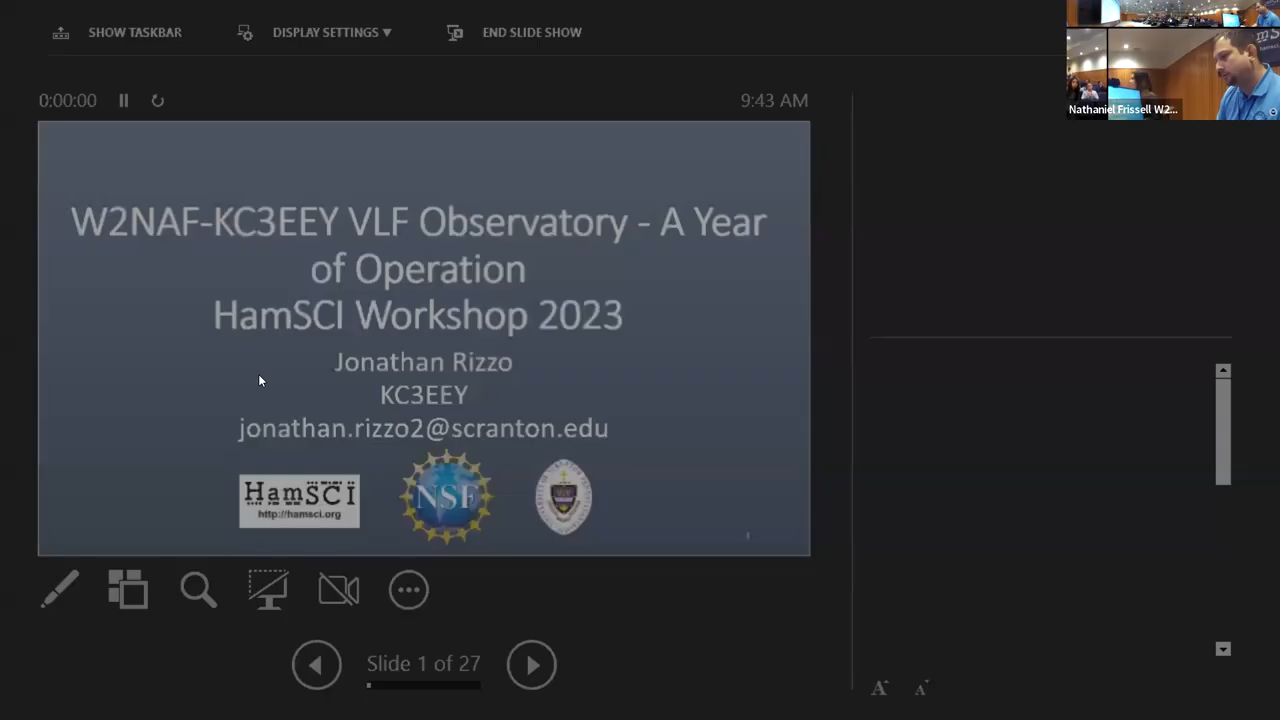 SHOW TASKBAR
DISPLAY SETTINGS ▼
END SLIDE SHOW
Nathaniel Frissell W2...
0:00:00
9:43 AM
W2NAF-KC3EEY VLF Observatory - A Year
of Operation
HamSCI Workshop 2023
Jonathan Rizzo
KC3EEY
jonathan.rizzo2@scranton.edu
HamSCI
http://hamsci.org
NSF
Slide 1 of 27
A A